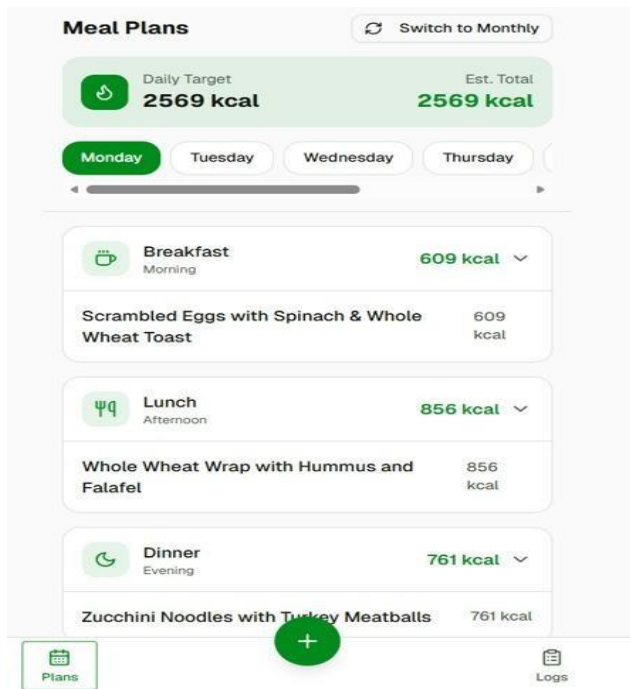 Meal Plans
Switch to Monthly
Daily Target
Est. Total
2569 kcal
2569 kcal
Monday
Tuesday
Wednesday
Thursday
Breakfast
Morning
609 kcal
Scrambled Eggs with Spinach & Whole
Wheat Toast
609
kcal
Lunch
Afternoon
856 kcal
Whole Wheat Wrap with Hummus and
Falafel
856
kcal
Dinner
Evening
761 kcal
Zucchini Noodles with Turkey Meatballs
761 kcal
Plans
Logs